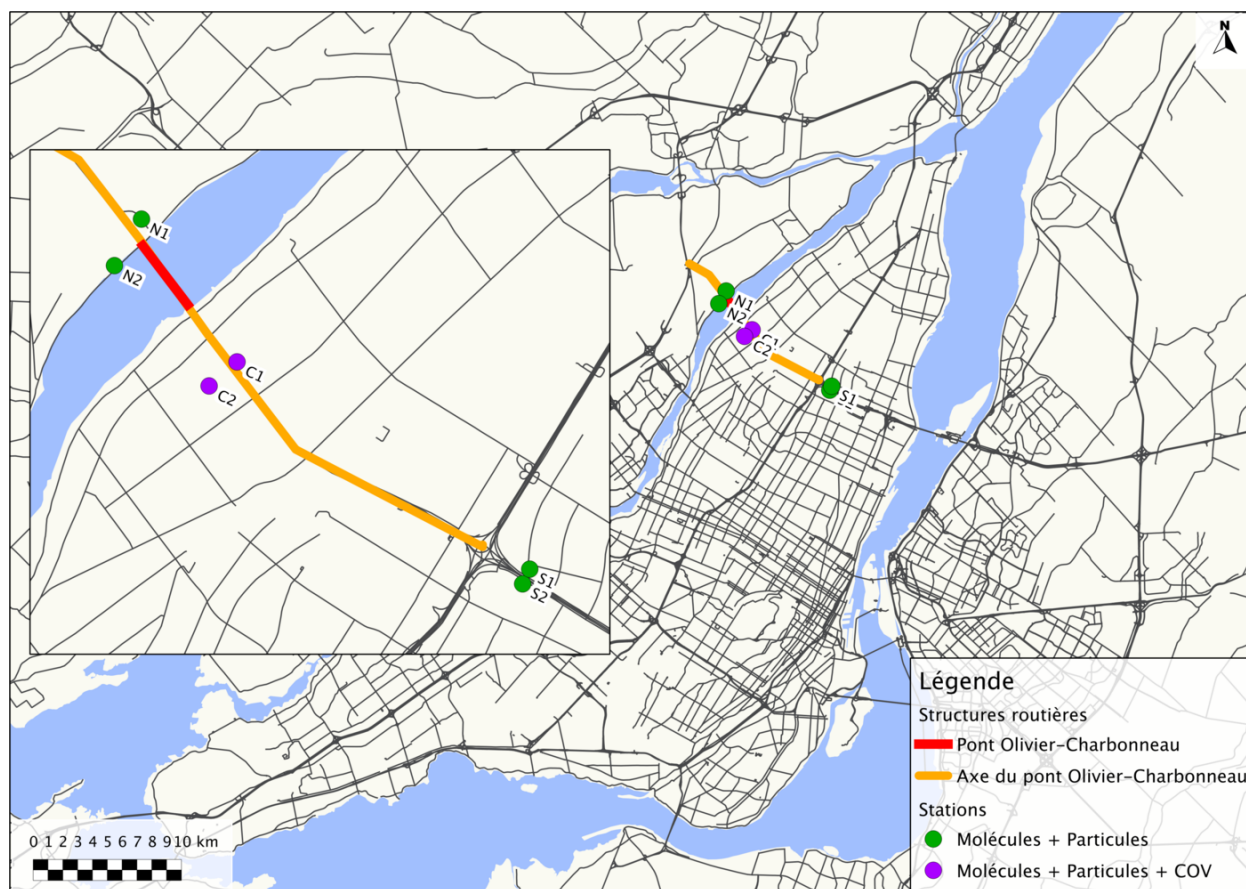 N
N1
N2
C1
C2
S1
S2
N1
N2
C1
C2
S1
Légende
Structures routières
Pont Olivier-Charbonneau
Axe du pont Olivier-Charbonneau
Stations
Molécules + Particules
Molécules + Particules + COV
0 1 2 3 4 5 6 7 8 9 10 km